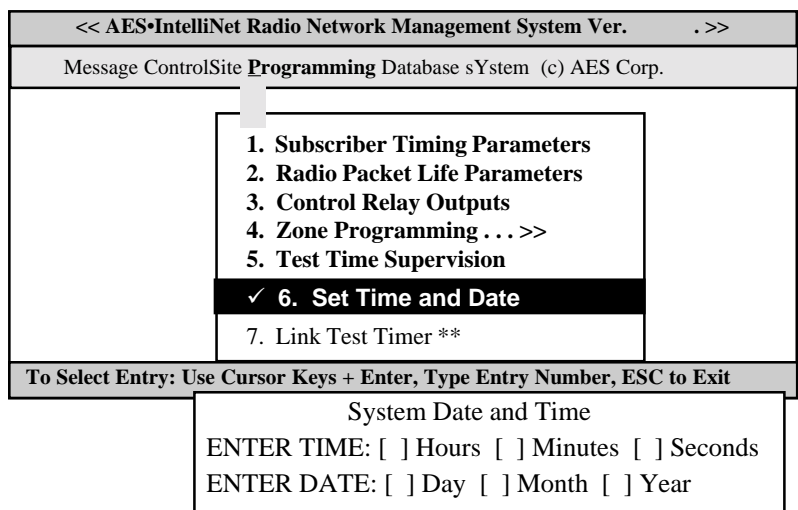 << AES•IntelliNet Radio Network Management System Ver. . >>
Message ControlSite Programming Database sYstem (c) AES Corp.
1. Subscriber Timing Parameters
2. Radio Packet Life Parameters
3. Control Relay Outputs
4. Zone Programming . . . >>
5. Test Time Supervision
✓ 6. Set Time and Date
7. Link Test Timer **
To Select Entry: Use Cursor Keys + Enter, Type Entry Number, ESC to Exit
System Date and Time
ENTER TIME: [ ] Hours [ ] Minutes [ ] Seconds
ENTER DATE: [ ] Day [ ] Month [ ] Year